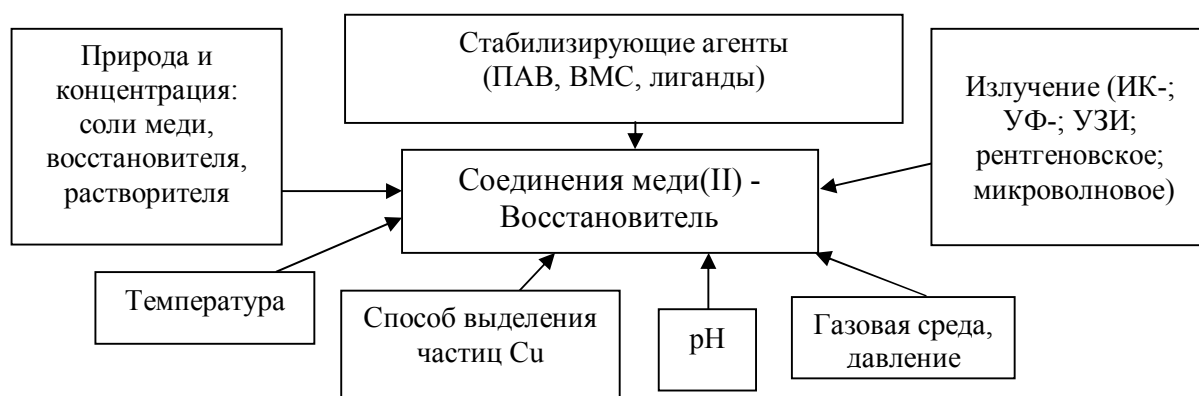 Природа и
концентрация:
соли меди,
восстановителя,
растворителя
Стабилизирующие агенты
(ПАВ, ВМС, лиганды)
Излучение (ИК-;
УФ-; УЗИ;
рентгеновское;
микроволновое)
Соединения меди(II) -
Восстановитель
Температура
Способ выделения
частиц Cu
pH
Газовая среда,
давление